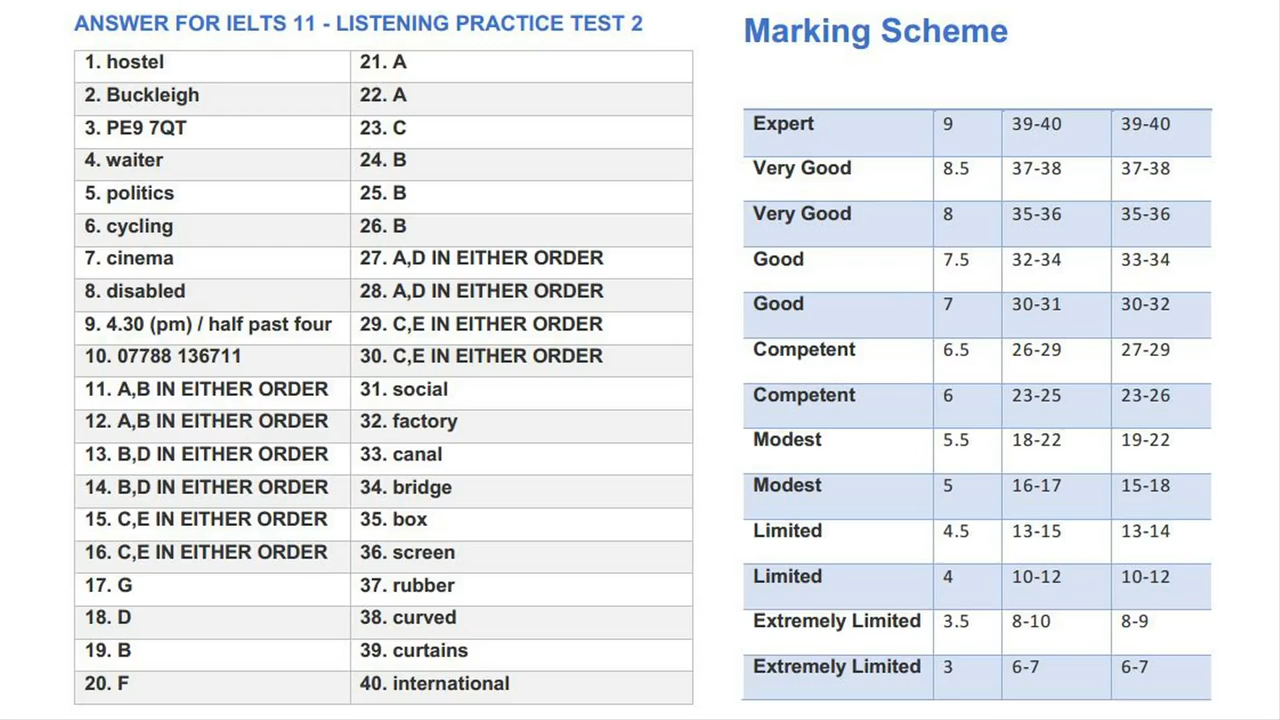 ANSWER FOR IELTS 11 - LISTENING PRACTICE TEST 2
1. hostel
2. Buckleigh
3. PE9 7QT
4. waiter
5. politics
6. cycling
7. cinema
8. disabled
9. 4.30 (pm) / half past four
10. 07788 136711
11. A,B IN EITHER ORDER
12. A,B IN EITHER ORDER
13. B,D IN EITHER ORDER
14. B,D IN EITHER ORDER
15. C,E IN EITHER ORDER
16. C,E IN EITHER ORDER
17. G
18. D
19. B
20. F
21. A
22. A
23. C
24. B
25. B
26. B
27. A,D IN EITHER ORDER
28. A,D IN EITHER ORDER
29. C,E IN EITHER ORDER
30. C,E IN EITHER ORDER
31. social
32. factory
33. canal
34. bridge
35. box
36. screen
37. rubber
38. curved
39. curtains
40. international
Marking Scheme
Expert 9 39-40 39-40
Very Good 8.5 37-38 37-38
Very Good 8 35-36 35-36
Good 7.5 32-34 33-34
Good 7 30-31 30-32
Competent 6.5 26-29 27-29
Competent 6 23-25 23-26
Modest 5.5 18-22 19-22
Modest 5 16-17 15-18
Limited 4.5 13-15 13-14
Limited 4 10-12 10-12
Extremely Limited 3.5 8-10 8-9
Extremely Limited 3 6-7 6-7